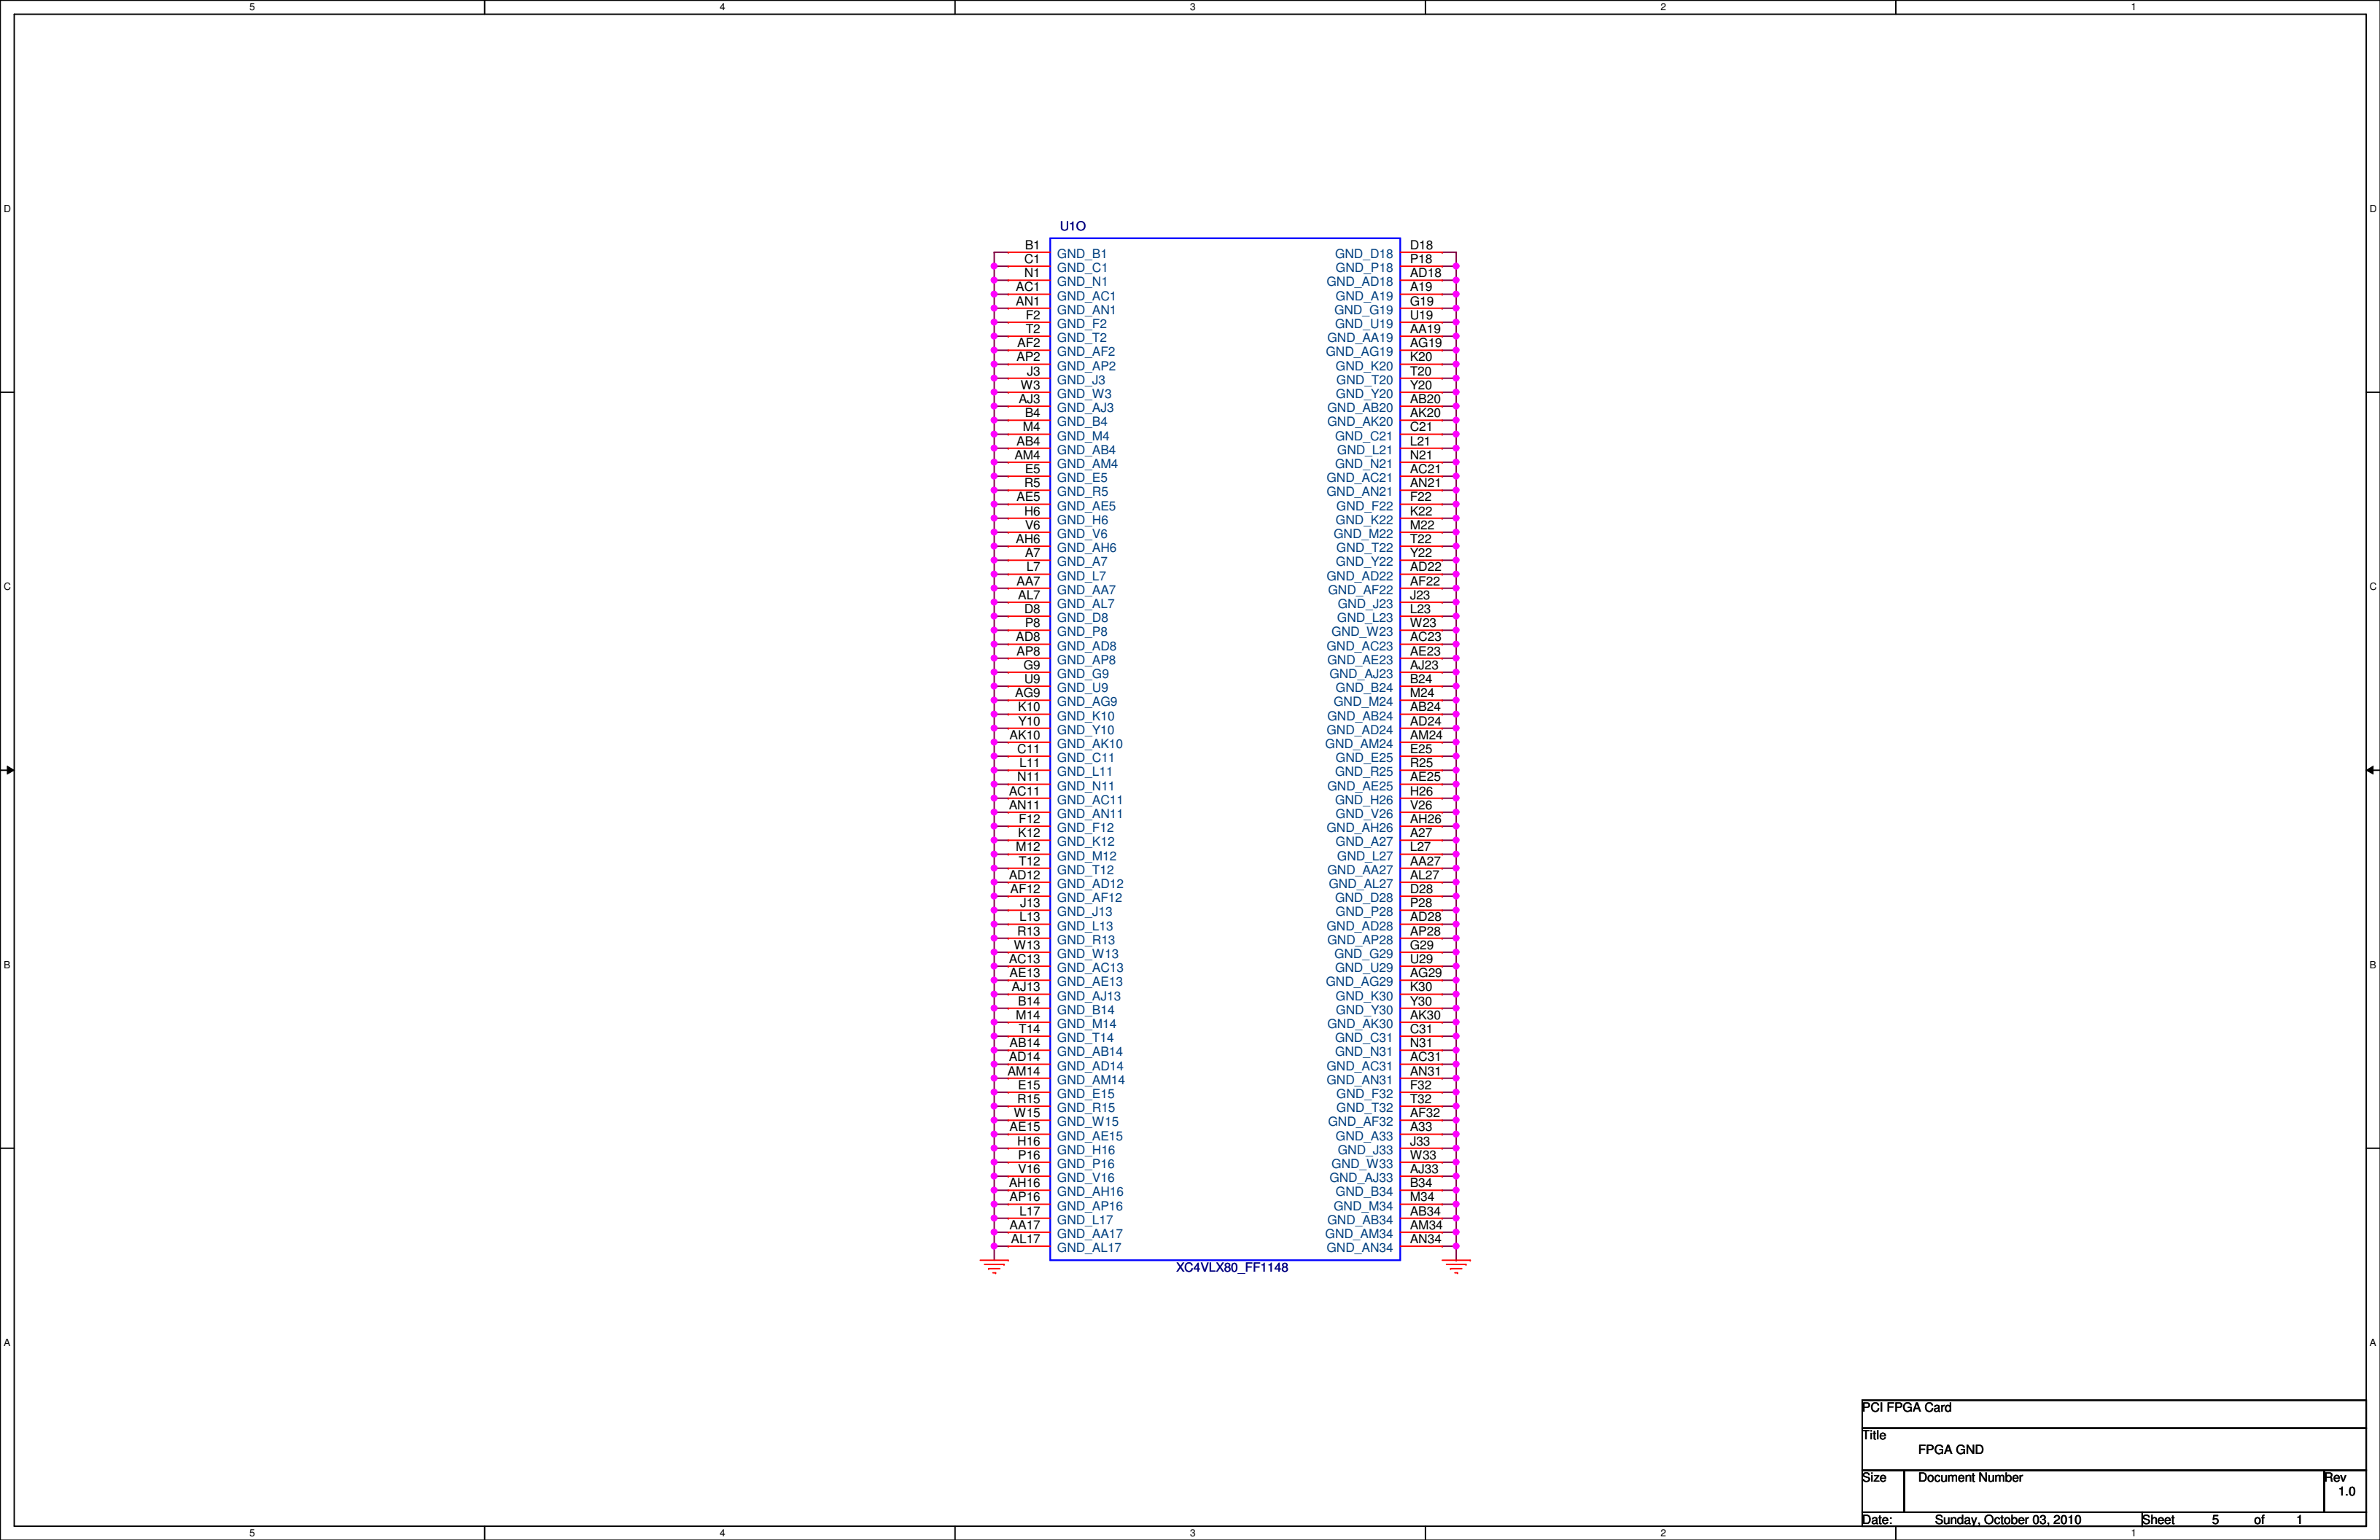 5 4 3 2 1
D D
C C
B B
A A
U1O
B1 GND_B1 GND_D18 D18
C1 GND_C1 GND_P18 P18
N1 GND_N1 GND_AD18 AD18
AC1 GND_AC1 GND_A19 A19
AN1 GND_AN1 GND_G19 G19
F2 GND_F2 GND_U19 U19
T2 GND_T2 GND_AA19 AA19
AF2 GND_AF2 GND_AG19 AG19
AP2 GND_AP2 GND_K20 K20
J3 GND_J3 GND_T20 T20
W3 GND_W3 GND_Y20 Y20
AJ3 GND_AJ3 GND_AB20 AB20
B4 GND_B4 GND_AK20 AK20
M4 GND_M4 GND_C21 C21
AB4 GND_AB4 GND_L21 L21
AM4 GND_AM4 GND_N21 N21
E5 GND_E5 GND_AC21 AC21
R5 GND_R5 GND_AN21 AN21
AE5 GND_AE5 GND_F22 F22
H6 GND_H6 GND_K22 K22
V6 GND_V6 GND_M22 M22
AH6 GND_AH6 GND_T22 T22
A7 GND_A7 GND_Y22 Y22
L7 GND_L7 GND_AD22 AD22
AA7 GND_AA7 GND_AF22 AF22
AL7 GND_AL7 GND_J23 J23
D8 GND_D8 GND_L23 L23
P8 GND_P8 GND_W23 W23
AD8 GND_AD8 GND_AC23 AC23
AP8 GND_AP8 GND_AE23 AE23
G9 GND_G9 GND_AJ23 AJ23
U9 GND_U9 GND_B24 B24
AG9 GND_AG9 GND_M24 M24
K10 GND_K10 GND_AB24 AB24
Y10 GND_Y10 GND_AD24 AD24
AK10 GND_AK10 GND_AM24 AM24
C11 GND_C11 GND_E25 E25
L11 GND_L11 GND_R25 R25
N11 GND_N11 GND_AE25 AE25
AC11 GND_AC11 GND_H26 H26
AN11 GND_AN11 GND_V26 V26
F12 GND_F12 GND_AH26 AH26
K12 GND_K12 GND_A27 A27
M12 GND_M12 GND_L27 L27
T12 GND_T12 GND_AA27 AA27
AD12 GND_AD12 GND_AL27 AL27
AF12 GND_AF12 GND_D28 D28
J13 GND_J13 GND_P28 P28
L13 GND_L13 GND_AD28 AD28
R13 GND_R13 GND_AP28 AP28
W13 GND_W13 GND_G29 G29
AC13 GND_AC13 GND_U29 U29
AE13 GND_AE13 GND_AG29 AG29
AJ13 GND_AJ13 GND_K30 K30
B14 GND_B14 GND_Y30 Y30
M14 GND_M14 GND_AK30 AK30
T14 GND_T14 GND_C31 C31
AB14 GND_AB14 GND_N31 N31
AD14 GND_AD14 GND_AC31 AC31
AM14 GND_AM14 GND_AN31 AN31
E15 GND_E15 GND_F32 F32
R15 GND_R15 GND_T32 T32
W15 GND_W15 GND_AF32 AF32
AE15 GND_AE15 GND_A33 A33
H16 GND_H16 GND_J33 J33
P16 GND_P16 GND_W33 W33
V16 GND_V16 GND_AJ33 AJ33
AH16 GND_AH16 GND_B34 B34
AP16 GND_AP16 GND_M34 M34
L17 GND_L17 GND_AB34 AB34
AA17 GND_AA17 GND_AM34 AM34
AL17 GND_AL17 GND_AN34 AN34
XC4VLX80_FF1148
PCI FPGA Card
Title
FPGA GND
Size Document Number Rev
1.0
Date: Sunday, October 03, 2010 Sheet 5 of 1
5 4 3 2 1